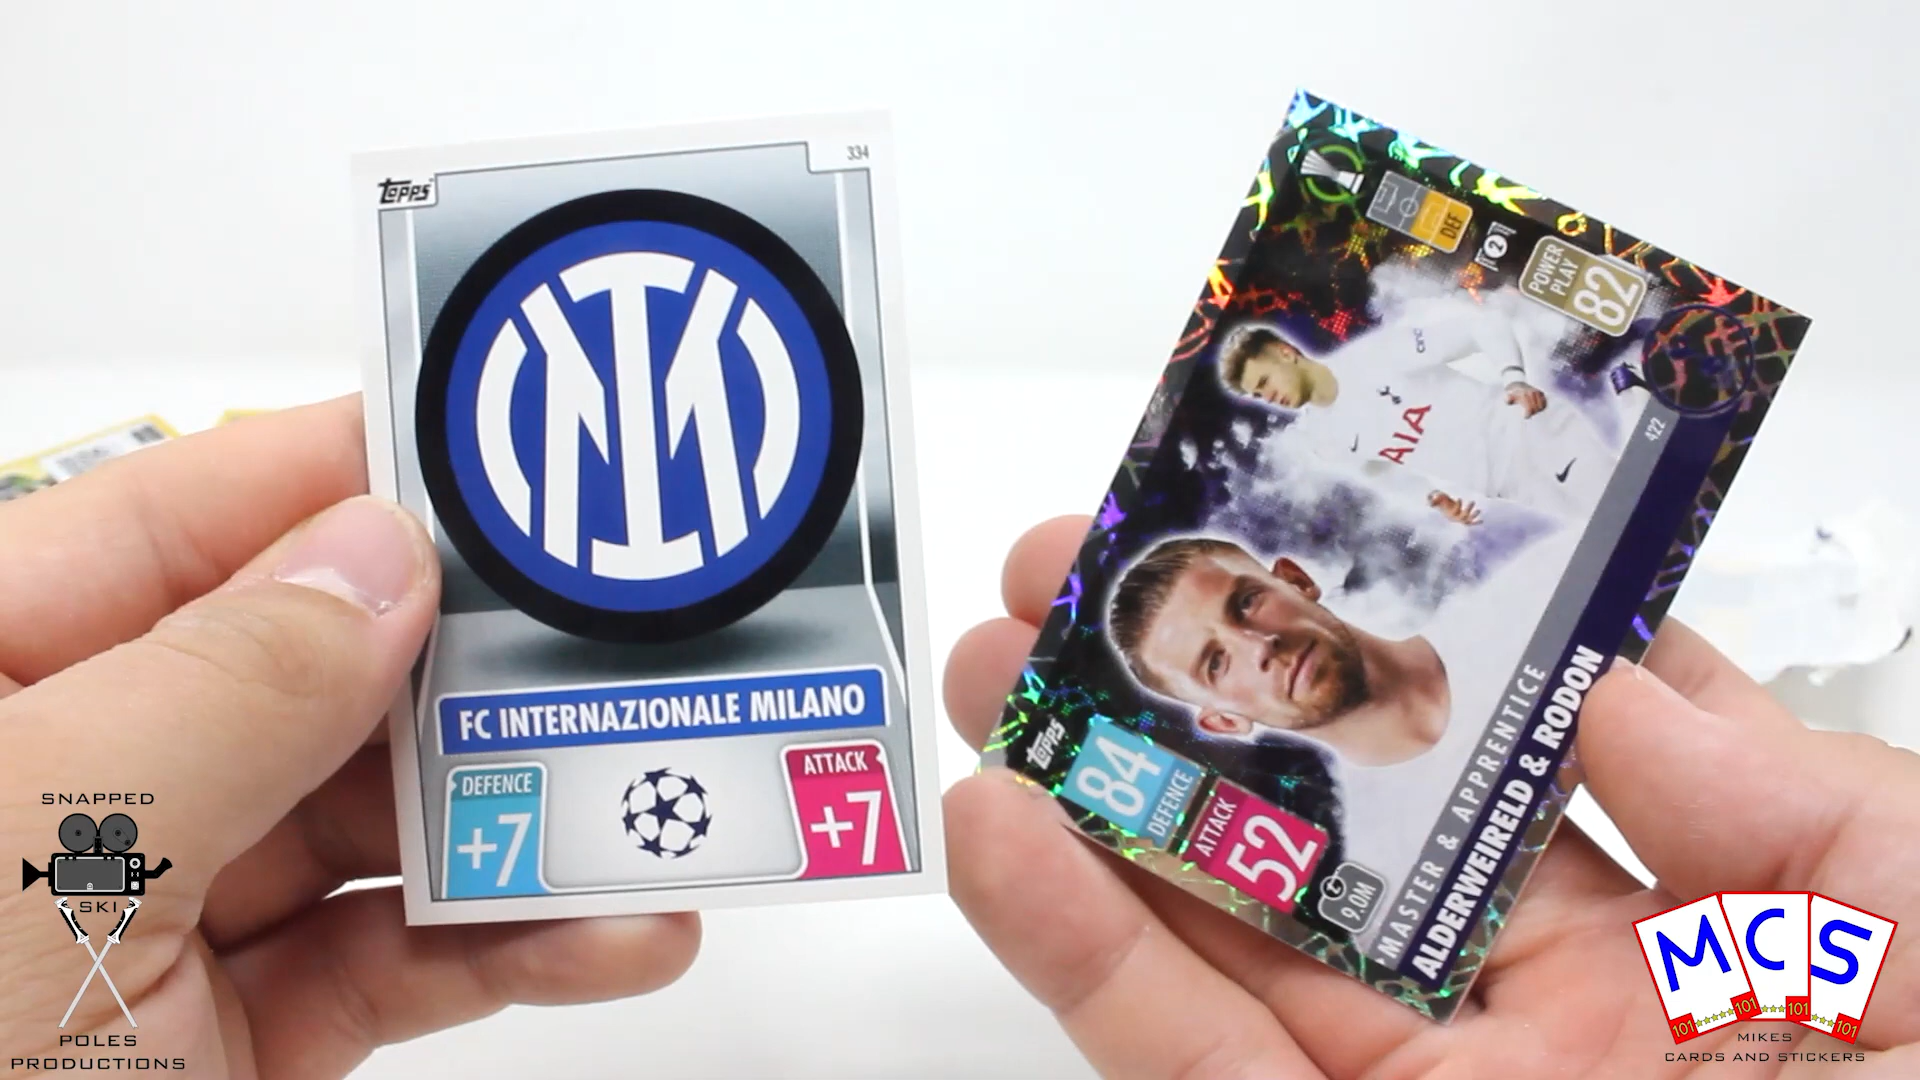 Topps
334
FC INTERNAZIONALE MILANO
DEFENCE
+7
ATTACK
+7
DEF
2
POWER
PLAY
82
AIA
422
Topps
84
DEFENCE
ATTACK
52
9.0M
MASTER & APPRENTICE
ALDERWEIRELD & RODON
SNAPPED
SKI
POLES
PRODUCTIONS
MCS
101 101 101 101
MIKES
CARDS AND STICKERS